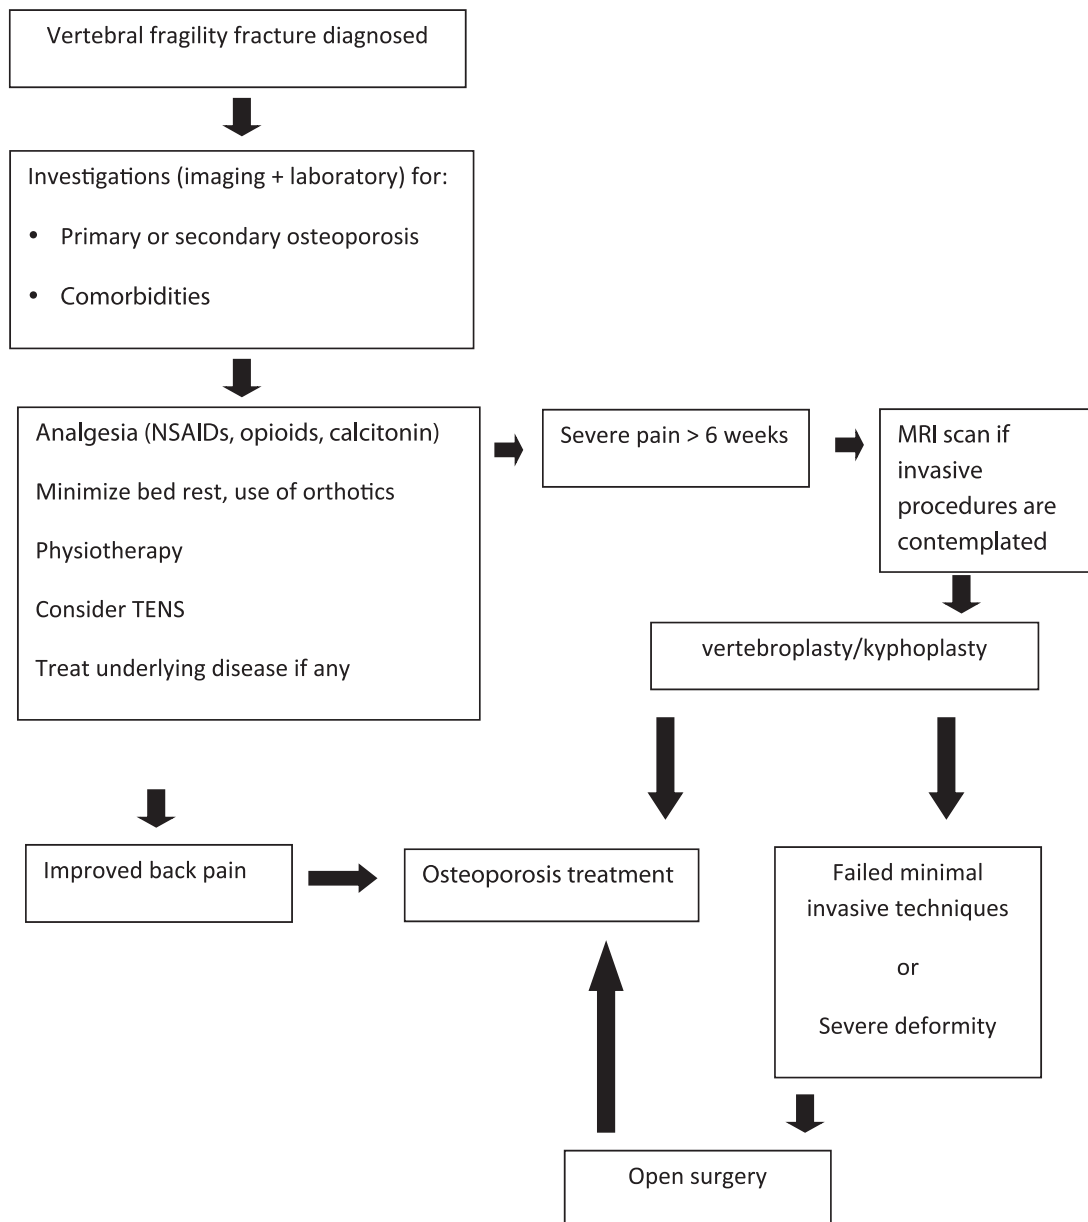 Vertebral fragility fracture diagnosed
Investigations (imaging + laboratory) for:
• Primary or secondary osteoporosis
• Comorbidities
Analgesia (NSAIDs, opioids, calcitonin)
Minimize bed rest, use of orthotics
Physiotherapy
Consider TENS
Treat underlying disease if any
Severe pain > 6 weeks
MRI scan if
invasive
procedures are
contemplated
vertebroplasty/kyphoplasty
Improved back pain
Osteoporosis treatment
Failed minimal
invasive techniques
or
Severe deformity
Open surgery